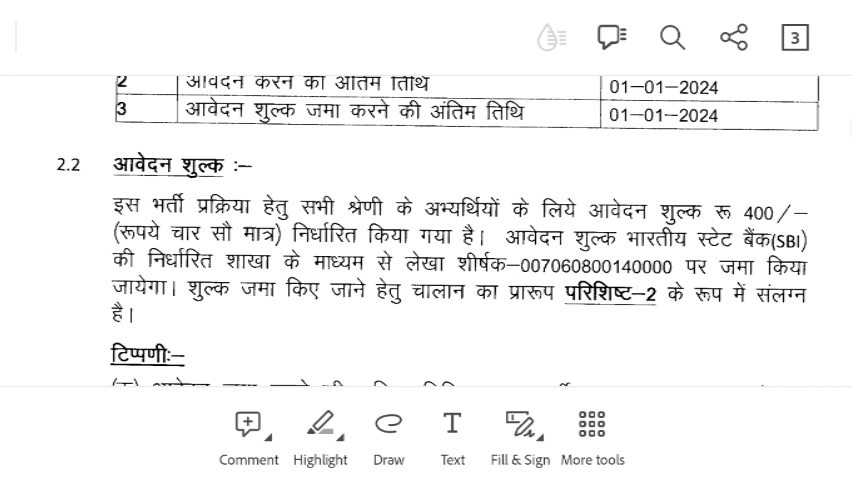 3
2 आवेदन करने की अंतिम तिथि 01–01–2024
3 आवेदन शुल्क जमा करने की अंतिम तिथि 01–01–2024
2.2 आवेदन शुल्क :–
इस भर्ती प्रक्रिया हेतु सभी श्रेणी के अभ्यर्थियों के लिये आवेदन शुल्क रू 400/–
(रूपये चार सौ मात्र) निर्धारित किया गया है। आवेदन शुल्क भारतीय स्टेट बैंक(SBI)
की निर्धारित शाखा के माध्यम से लेखा शीर्षक–007060800140000 पर जमा किया
जायेगा। शुल्क जमा किए जाने हेतु चालान का प्रारूप परिशिष्ट–2 के रूप में संलग्न
है।
टिप्पणी:–
Comment Highlight Draw Text Fill & Sign More tools